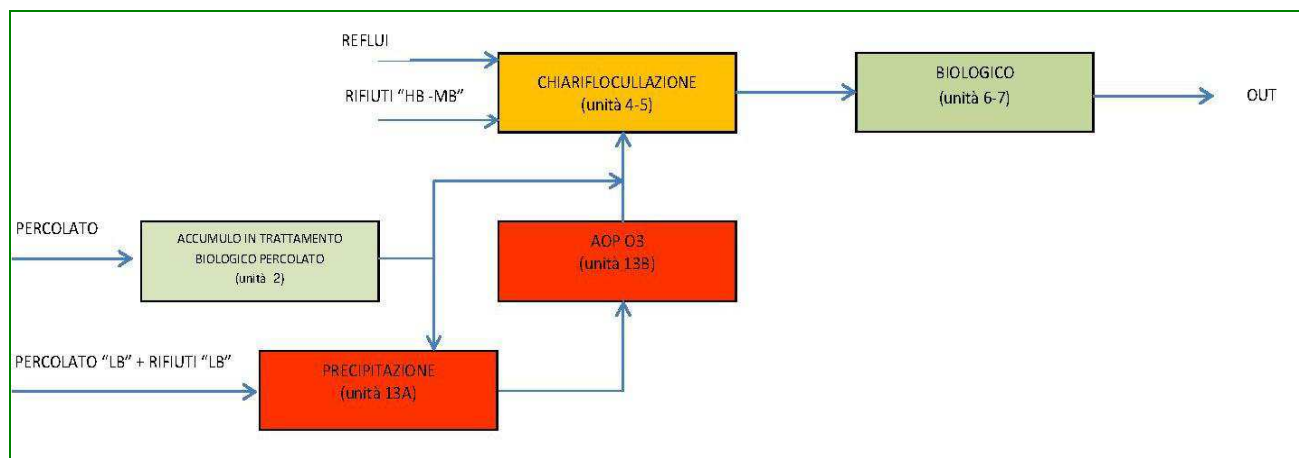 REFLUI
RIFIUTI “HB -MB”
CHIARIFLOCULLAZIONE
(unità 4-5)
BIOLOGICO
(unità 6-7)
OUT
PERCOLATO
ACCUMULO IN TRATTAMENTO
BIOLOGICO PERCOLATO
(unità 2)
AOP O3
(unità 13B)
PERCOLATO “LB” + RIFIUTI “LB”
PRECIPITAZIONE
(unità 13A)